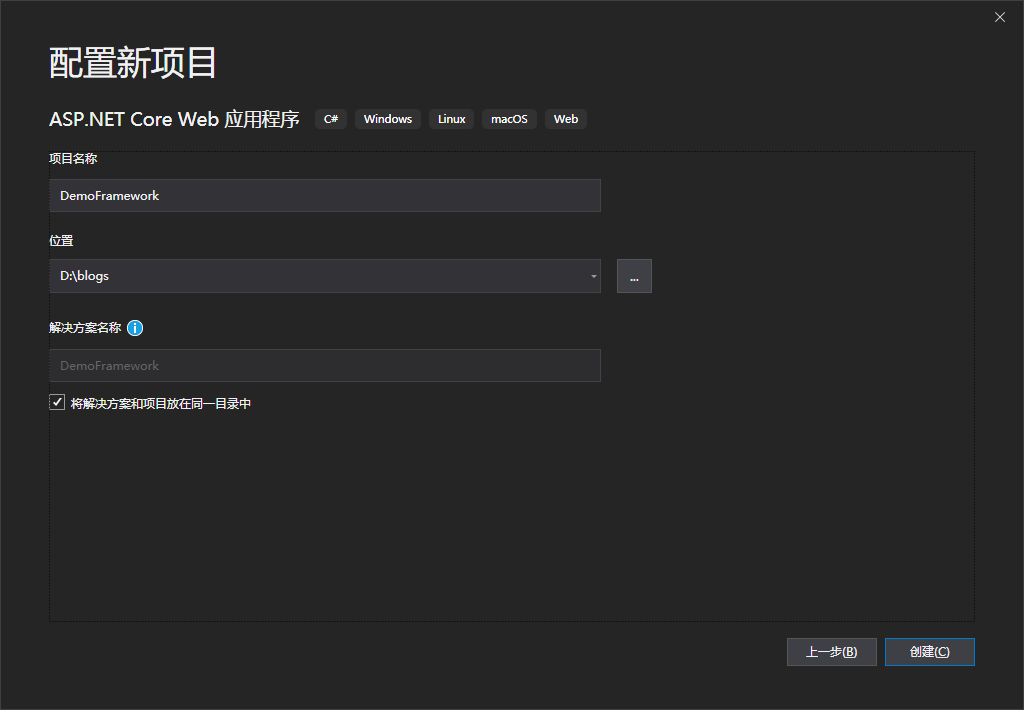 配置新项目
ASP.NET Core Web 应用程序 C# Windows Linux macOS Web
项目名称
DemoFramework
位置
D:\blogs
...
解决方案名称
DemoFramework
将解决方案和项目放在同一目录中
上一步(B) 创建(C)